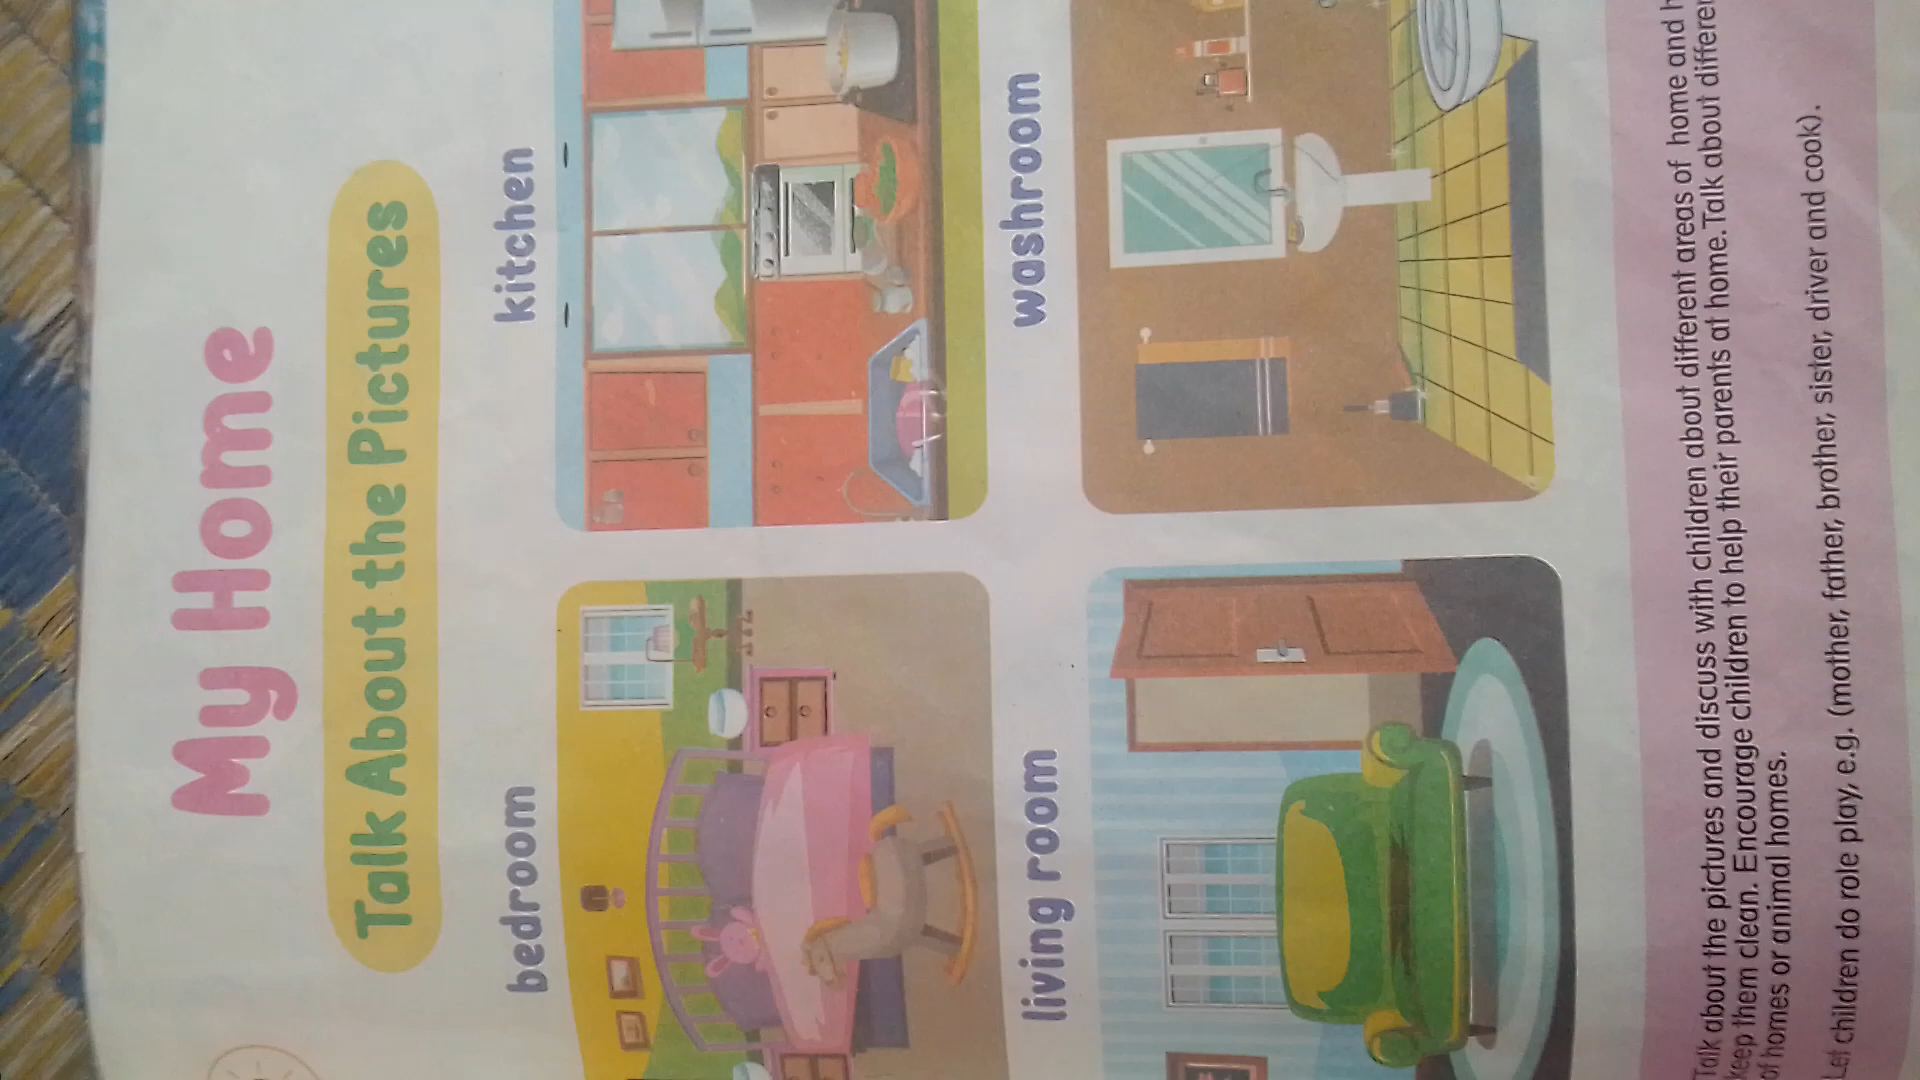 My Home
Talk About the Pictures
bedroom
kitchen
living room
washroom
Talk about the pictures and discuss with children about different areas of home and
keep them clean. Encourage children to help their parents at home. Talk about
of homes or animal homes.
Let children do role play, e.g. (mother, father, brother, sister, driver and cook).